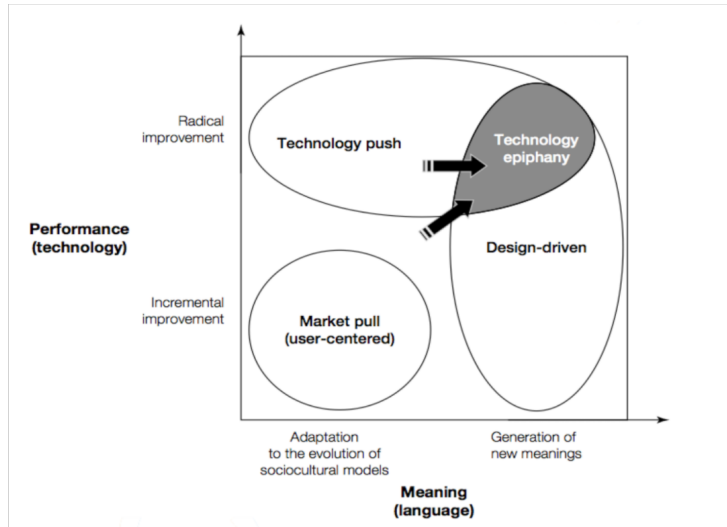 Radical
improvement
Technology push
Technology
epiphany
Performance
(technology)
Design-driven
Incremental
improvement
Market pull
(user-centered)
Adaptation
to the evolution of
sociocultural models
Generation of
new meanings
Meaning
(language)